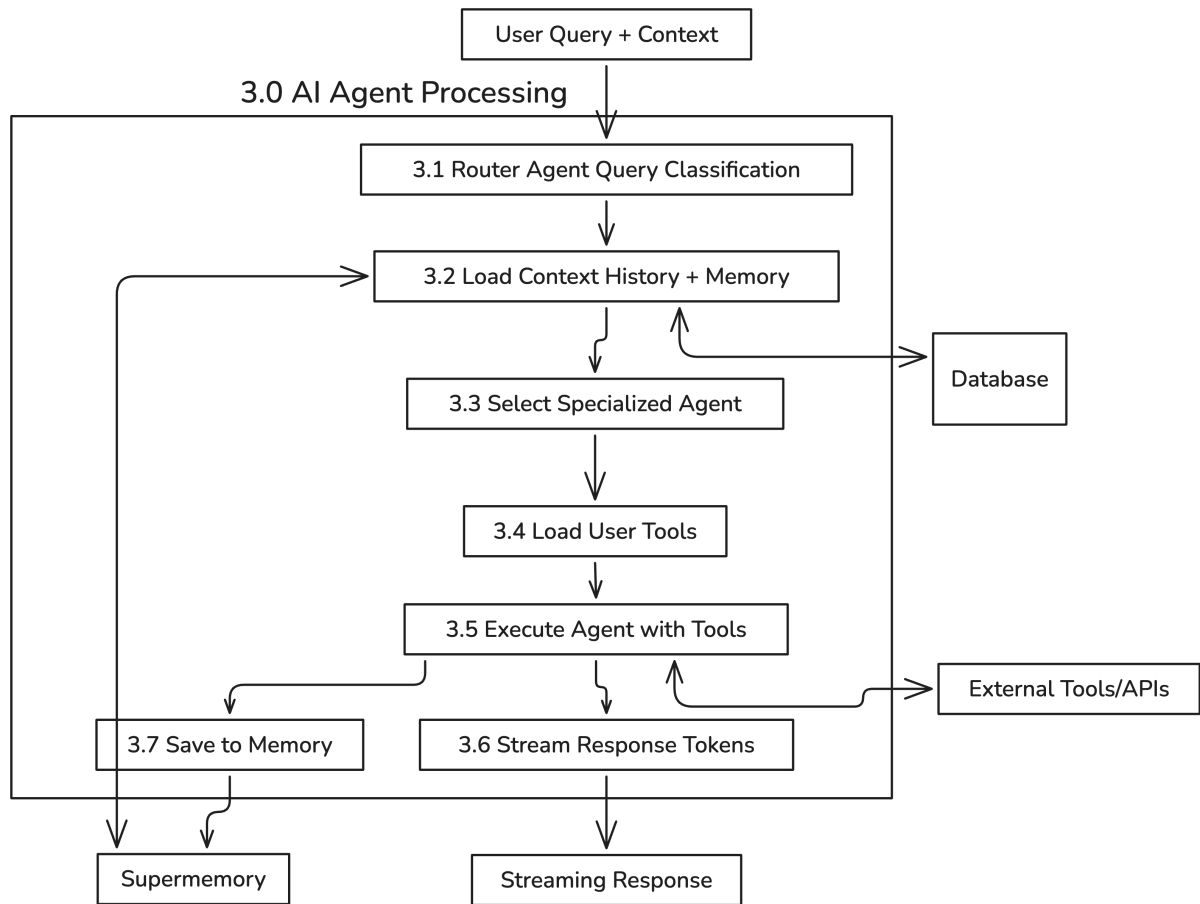 User Query + Context
3.0 AI Agent Processing
3.1 Router Agent Query Classification
3.2 Load Context History + Memory
Database
3.3 Select Specialized Agent
3.4 Load User Tools
3.5 Execute Agent with Tools
External Tools/APIs
3.7 Save to Memory
3.6 Stream Response Tokens
Supermemory
Streaming Response